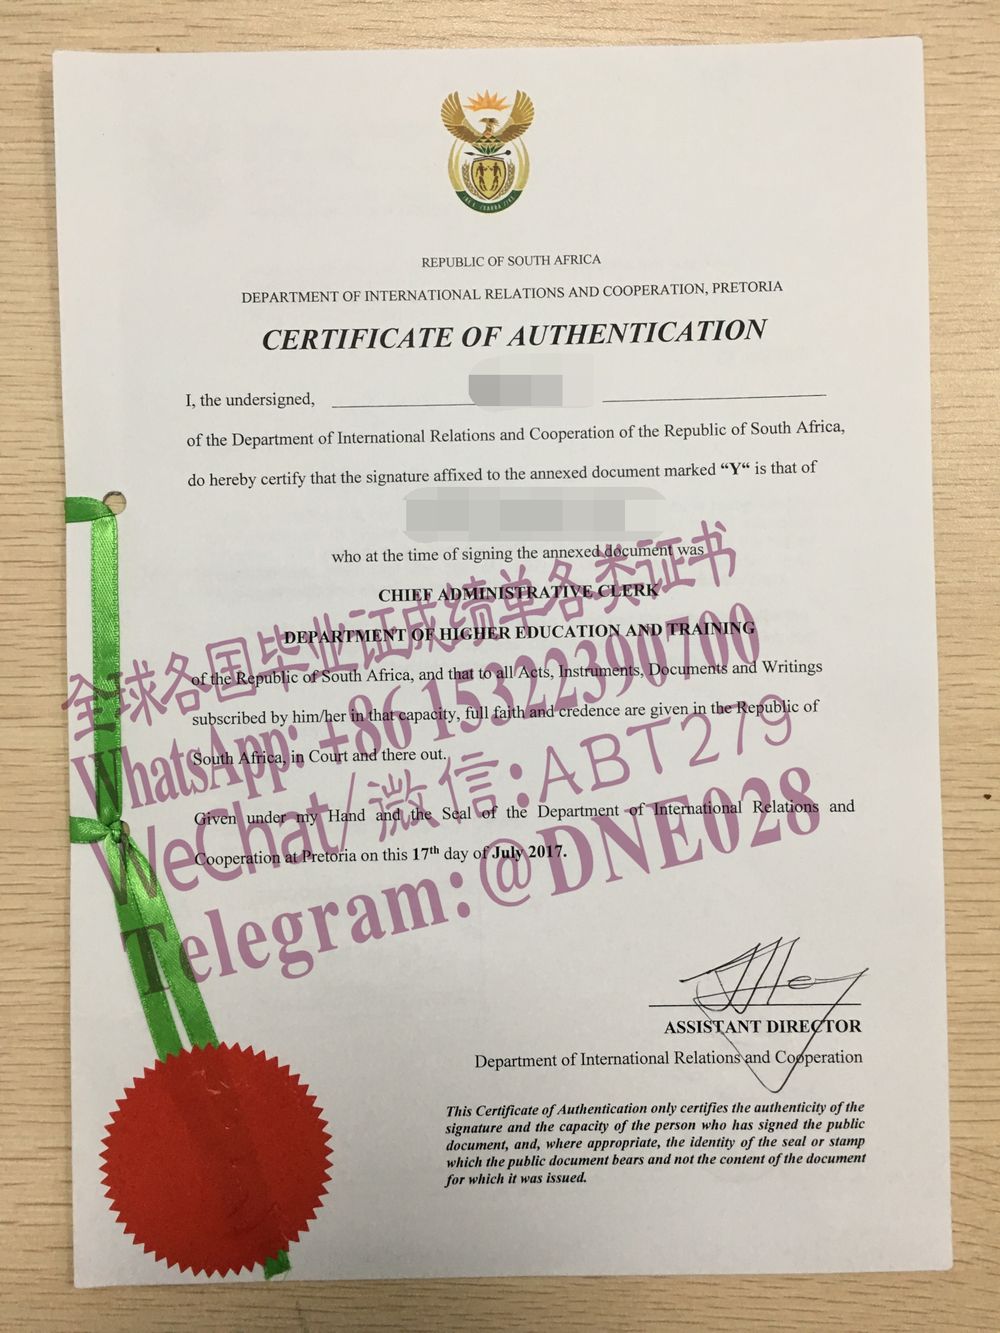 REPUBLIC OF SOUTH AFRICA
DEPARTMENT OF INTERNATIONAL RELATIONS AND COOPERATION, PRETORIA
CERTIFICATE OF AUTHENTICATION
I, the undersigned,
of the Department of International Relations and Cooperation of the Republic of South Africa,
do hereby certify that the signature affixed to the annexed document marked “Y“ is that of
who at the time of signing the annexed document was
CHIEF ADMINISTRATIVE CLERK
DEPARTMENT OF HIGHER EDUCATION AND TRAINING
of the Republic of South Africa, and that to all Acts, Instruments, Documents and Writings
subscribed by him/her in that capacity, full faith and credence are given in the Republic of
South Africa, in Court and there out.
Given under my Hand and the Seal of the Department of International Relations and
Cooperation at Pretoria on this 17th day of July 2017.
全球各国毕业证成绩单各类证书
WhatsApp: +86 15322390700
WeChat/微信:ABT279
Telegram:@DNE028
ASSISTANT DIRECTOR
Department of International Relations and Cooperation
This Certificate of Authentication only certifies the authenticity of the
signature and the capacity of the person who has signed the public
document, and, where appropriate, the identity of the seal or stamp
which the public document bears and not the content of the document
for which it was issued.